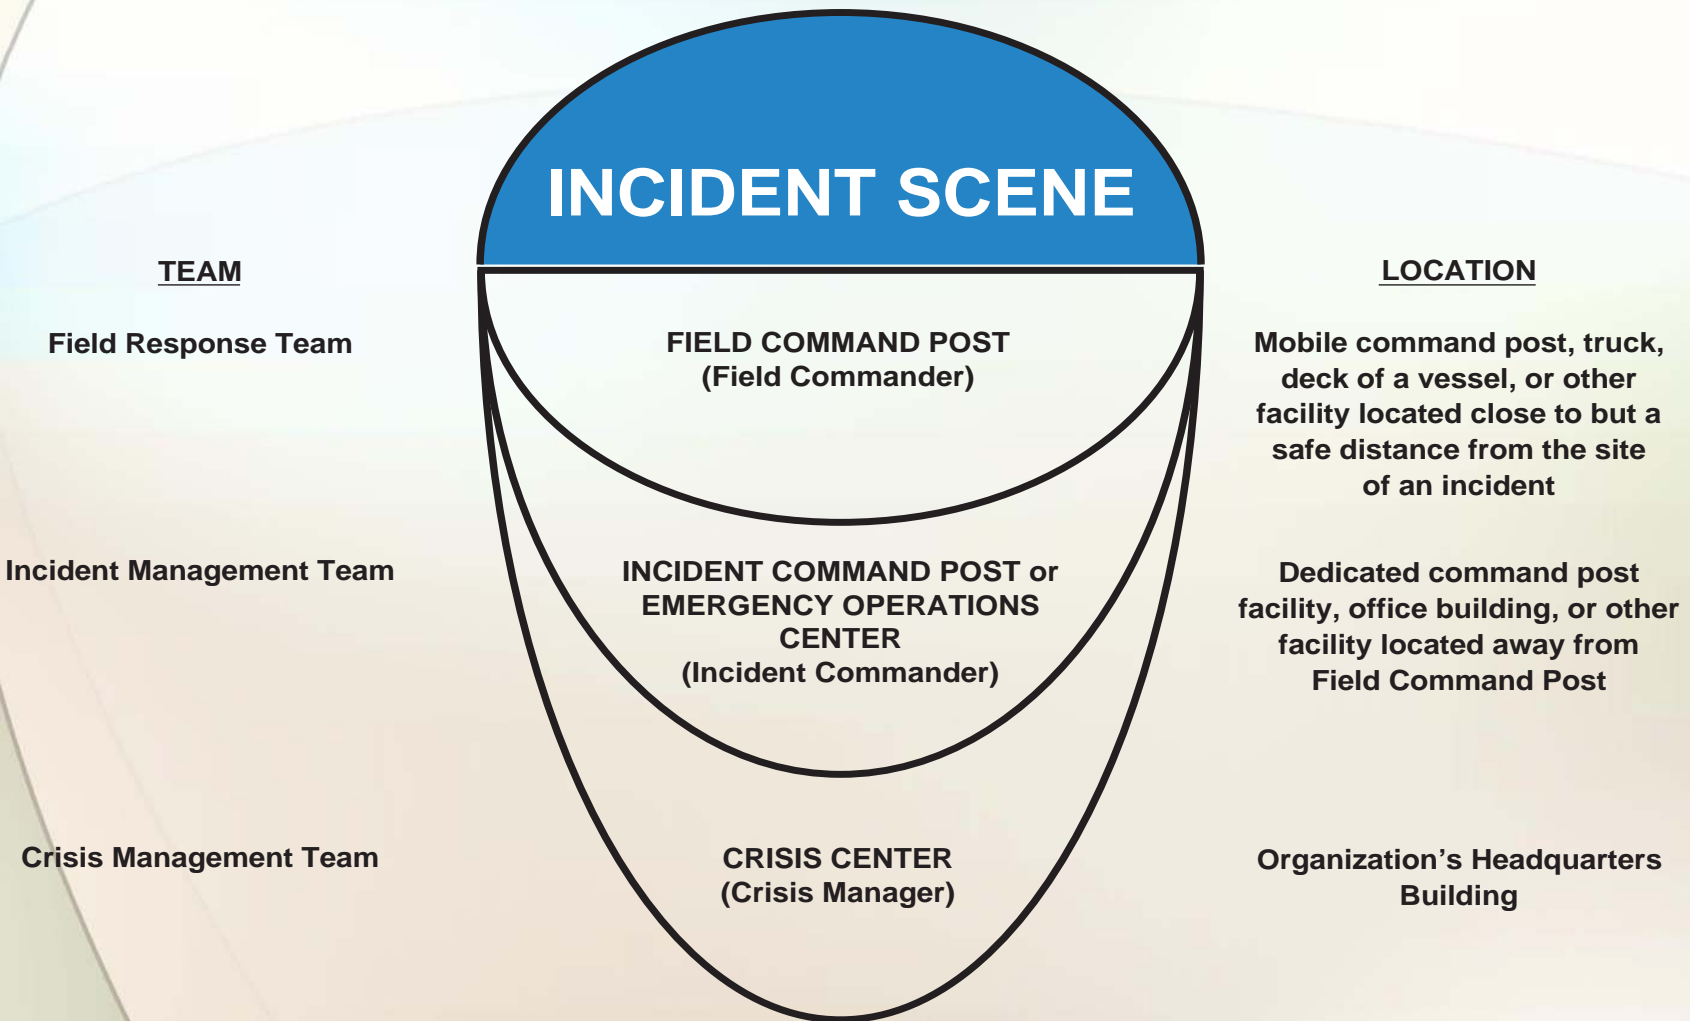 INCIDENT SCENE
TEAM
LOCATION
Field Response Team
FIELD COMMAND POST
(Field Commander)
Mobile command post, truck,
deck of a vessel, or other
facility located close to but a
safe distance from the site
of an incident
Incident Management Team
INCIDENT COMMAND POST or
EMERGENCY OPERATIONS
CENTER
(Incident Commander)
Dedicated command post
facility, office building, or other
facility located away from
Field Command Post
Crisis Management Team
CRISIS CENTER
(Crisis Manager)
Organization’s Headquarters
Building